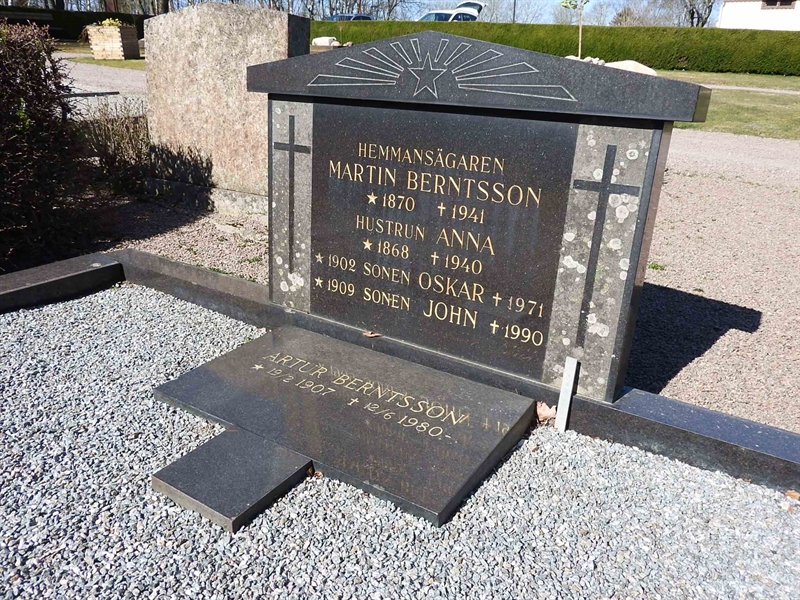 HEMMANSÄGAREN
MARTIN BERNTSSON
★1870 ✝1941
HUSTRUN ANNA
★1868 ✝1940
★1902 SONEN OSKAR ✝1971
★1909 SONEN JOHN ✝1990
ARTUR BERNTSSON
★19/2 1907 ✝12/6 1980.-